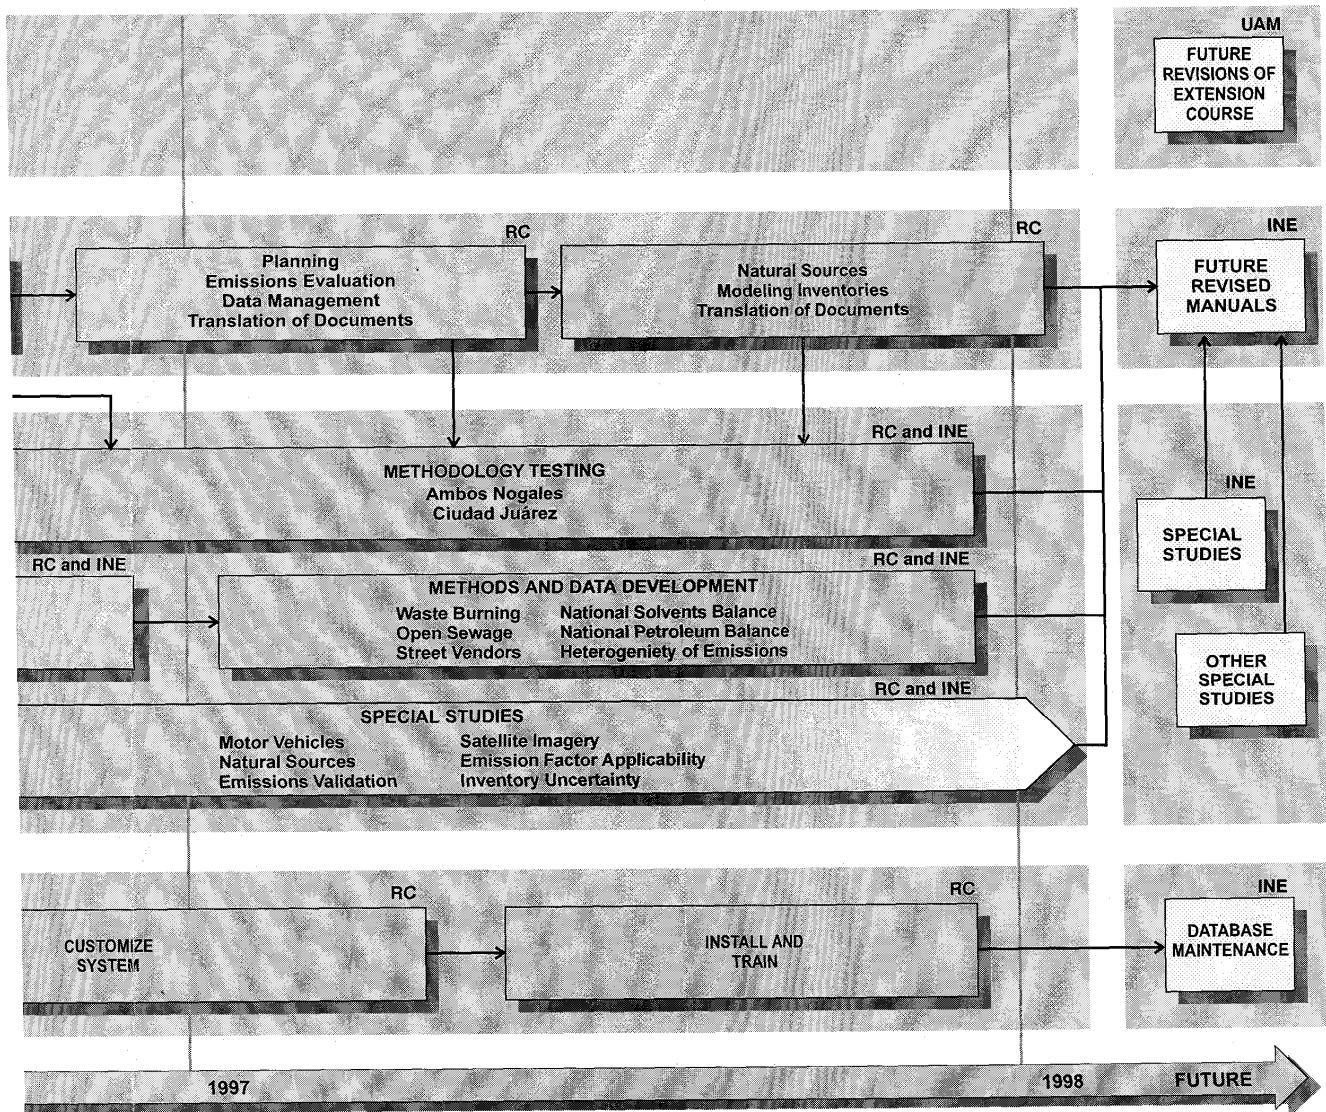 UAM
FUTURE
REVISIONS OF
EXTENSION
COURSE
RC
Planning
Emissions Evaluation
Data Management
Translation of Documents
RC
Natural Sources
Modeling Inventories
Translation of Documents
INE
FUTURE
REVISED
MANUALS
RC and INE
METHODOLOGY TESTING
Ambos Nogales
Ciudad Juárez
RC and INE
RC and INE
METHODS AND DATA DEVELOPMENT
Waste Burning National Solvents Balance
Open Sewage National Petroleum Balance
Street Vendors Heterogeniety of Emissions
RC and INE
SPECIAL STUDIES
Motor Vehicles Satellite Imagery
Natural Sources Emission Factor Applicability
Emissions Validation Inventory Uncertainty
INE
SPECIAL
STUDIES
OTHER
SPECIAL
STUDIES
RC
CUSTOMIZE
SYSTEM
RC
INSTALL AND
TRAIN
INE
DATABASE
MAINTENANCE
1997 1998 FUTURE